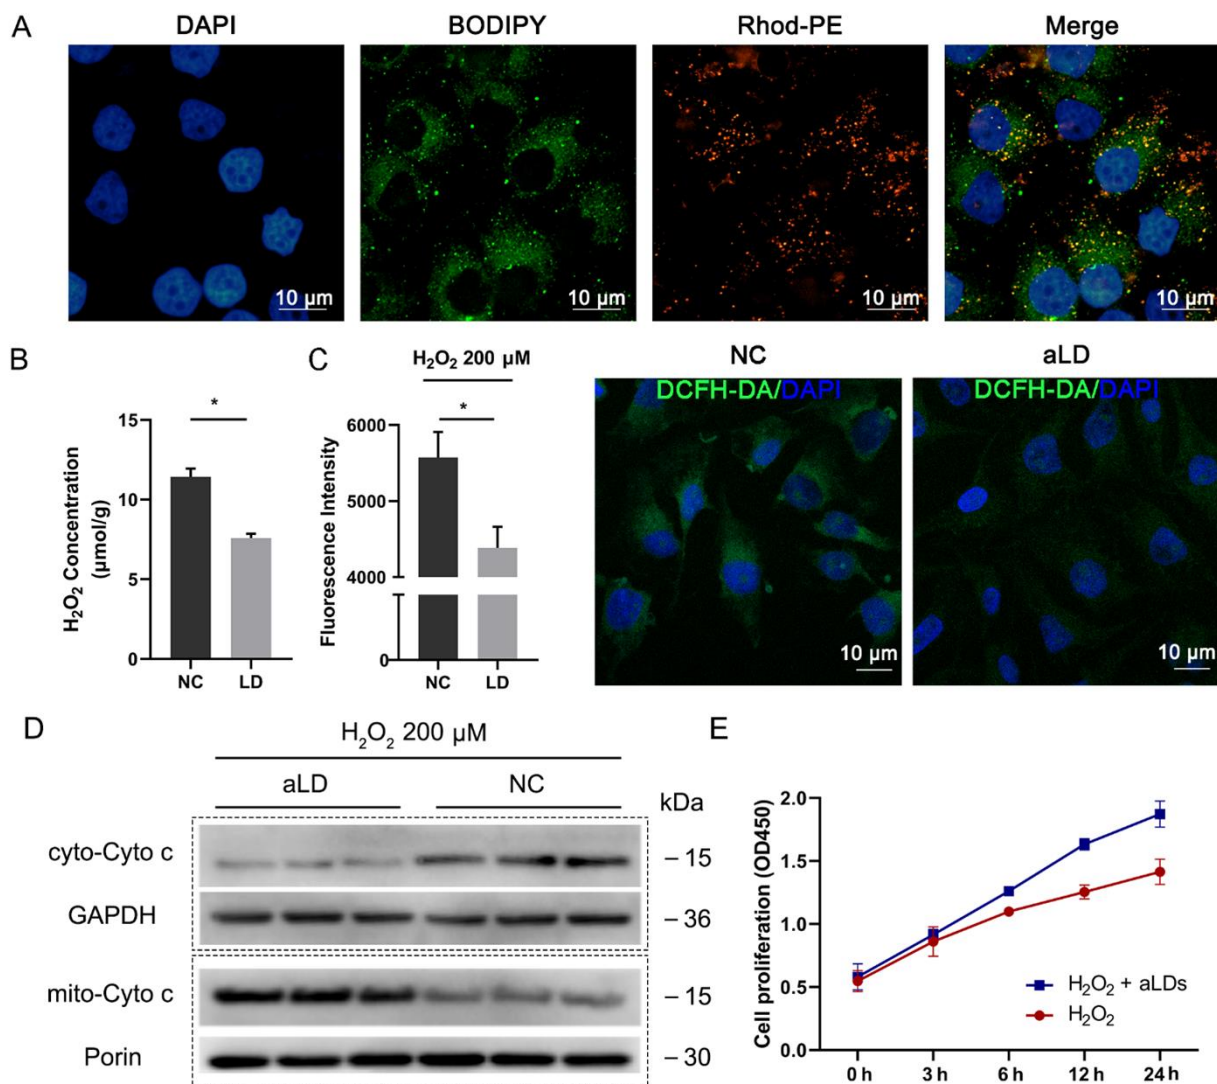 A
DAPI
BODIPY
Rhod-PE
Merge
10 µm
10 µm
10 µm
10 µm
B
H₂O₂ Concentration
(µmol/g)
15
10
5
0
*
NC
LD
C
H₂O₂ 200 µM
*
Fluorescence Intensity
6000
5000
4000
0
NC
LD
NC
aLD
DCFH-DA/DAPI
DCFH-DA/DAPI
10 µm
10 µm
D
H₂O₂ 200 µM
aLD
NC
kDa
cyto-Cyto c
– 15
GAPDH
– 36
mito-Cyto c
– 15
Porin
– 30
E
Cell proliferation (OD450)
2.0
1.5
1.0
0.5
0.0
H₂O₂ + aLDs
H₂O₂
0 h
3 h
6 h
12 h
24 h